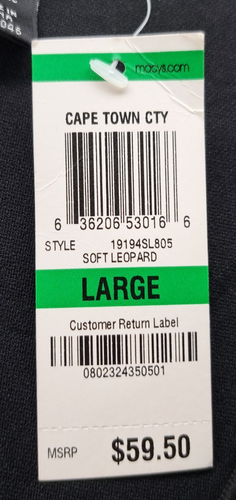 macys.com
CAPE TOWN CTY
6 36206 53016 6
STYLE 19194SL805
SOFT LEOPARD
LARGE
Customer Return Label
0802324350501
MSRP $59.50